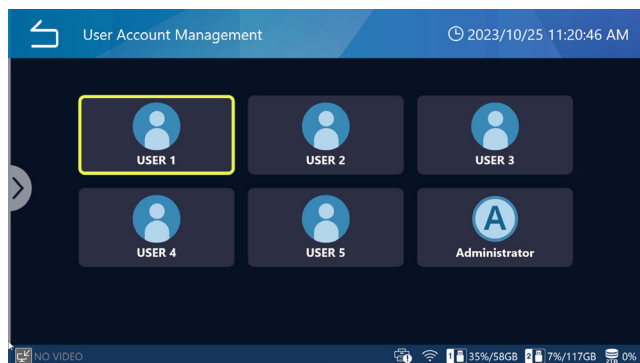 User Account Management
2023/10/25 11:20:46 AM
USER 1
USER 2
USER 3
USER 4
USER 5
A
Administrator
NO VIDEO
1 35%/58GB 2 7%/117GB 2TB 0%